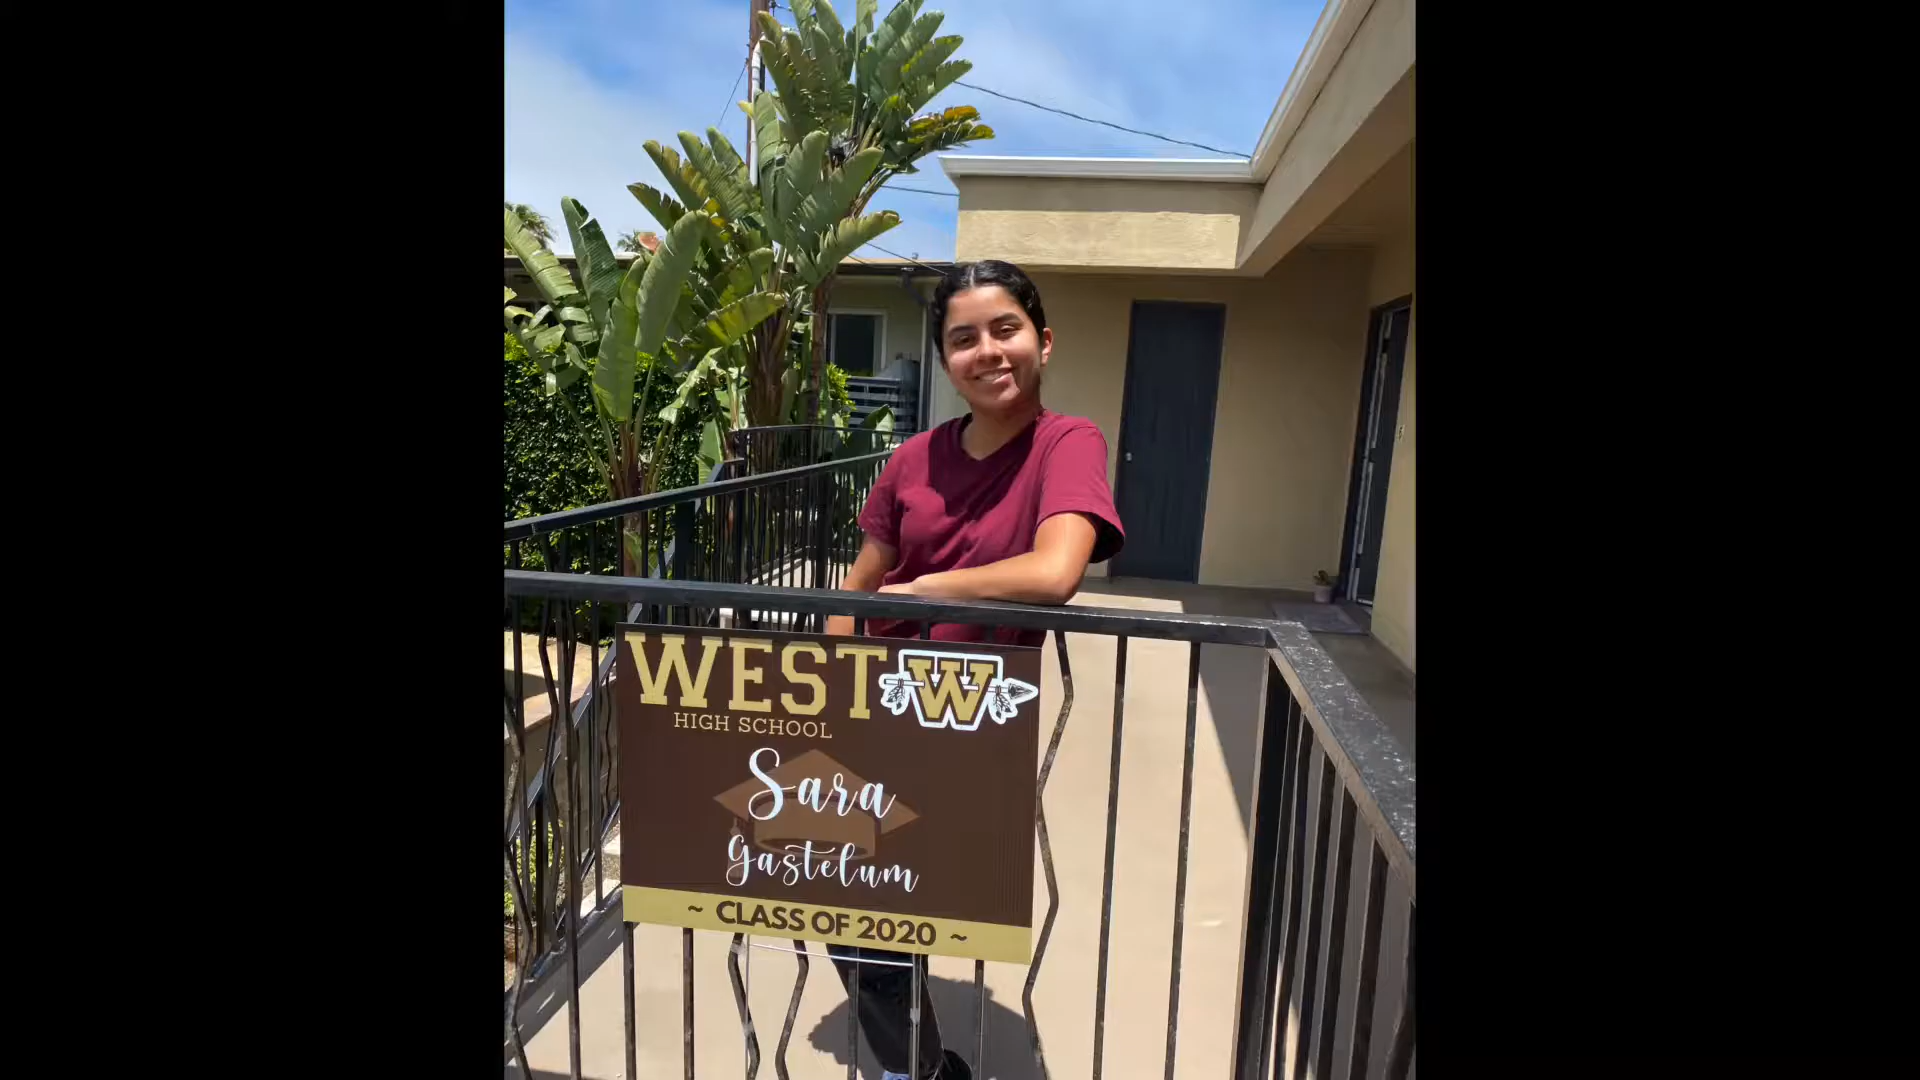 WEST W
HIGH SCHOOL
Sara
Gastelum
~ CLASS OF 2020 ~